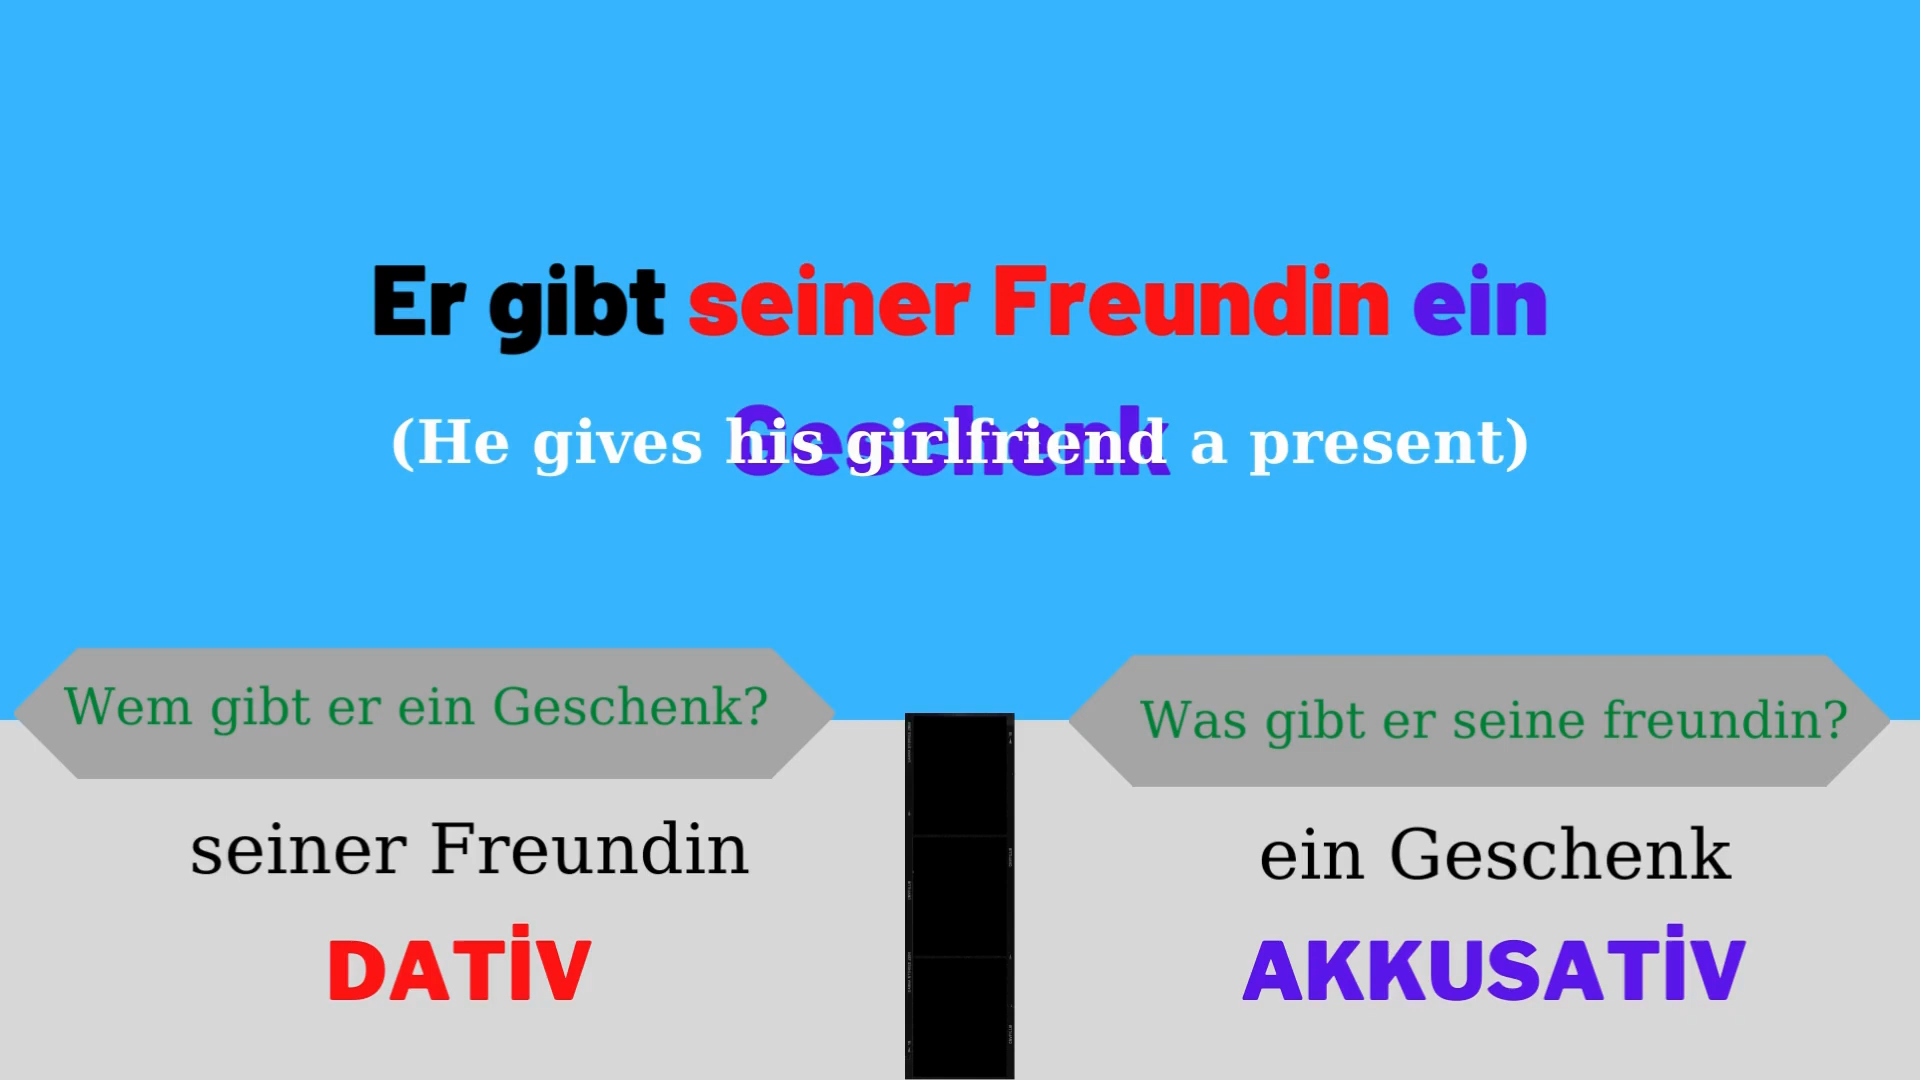 Er gibt seiner Freundin ein
Geschenk
(He gives his girlfriend a present)
Wem gibt er ein Geschenk?
Was gibt er seine freundin?
seiner Freundin
ein Geschenk
DATİV
AKKUSATİV